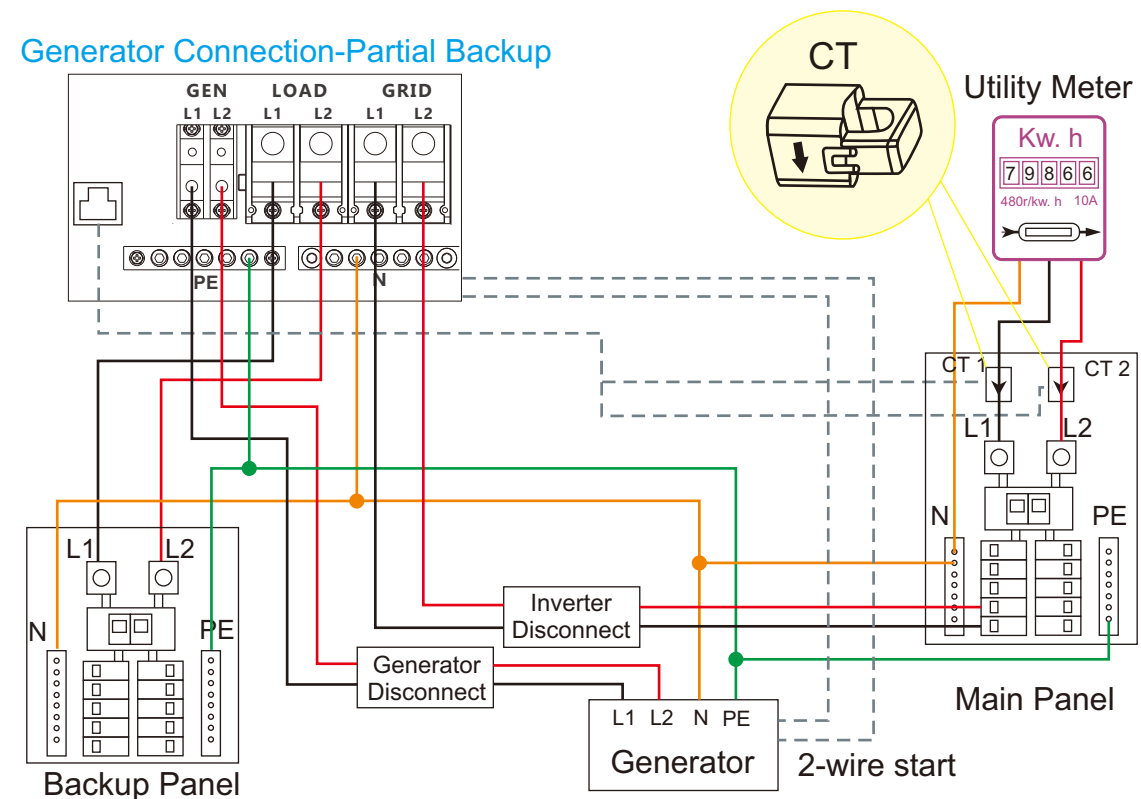 Generator Connection-Partial Backup
GEN LOAD GRID
L1 L2 L1 L2 L1 L2
PE
N
CT
Utility Meter
Kw. h
79866
480r/kw. h 10A
CT 1
CT 2
L1
L2
N
PE
Main Panel
L1
L2
N
PE
Backup Panel
Inverter
Disconnect
Generator
Disconnect
L1 L2 N PE
Generator
2-wire start